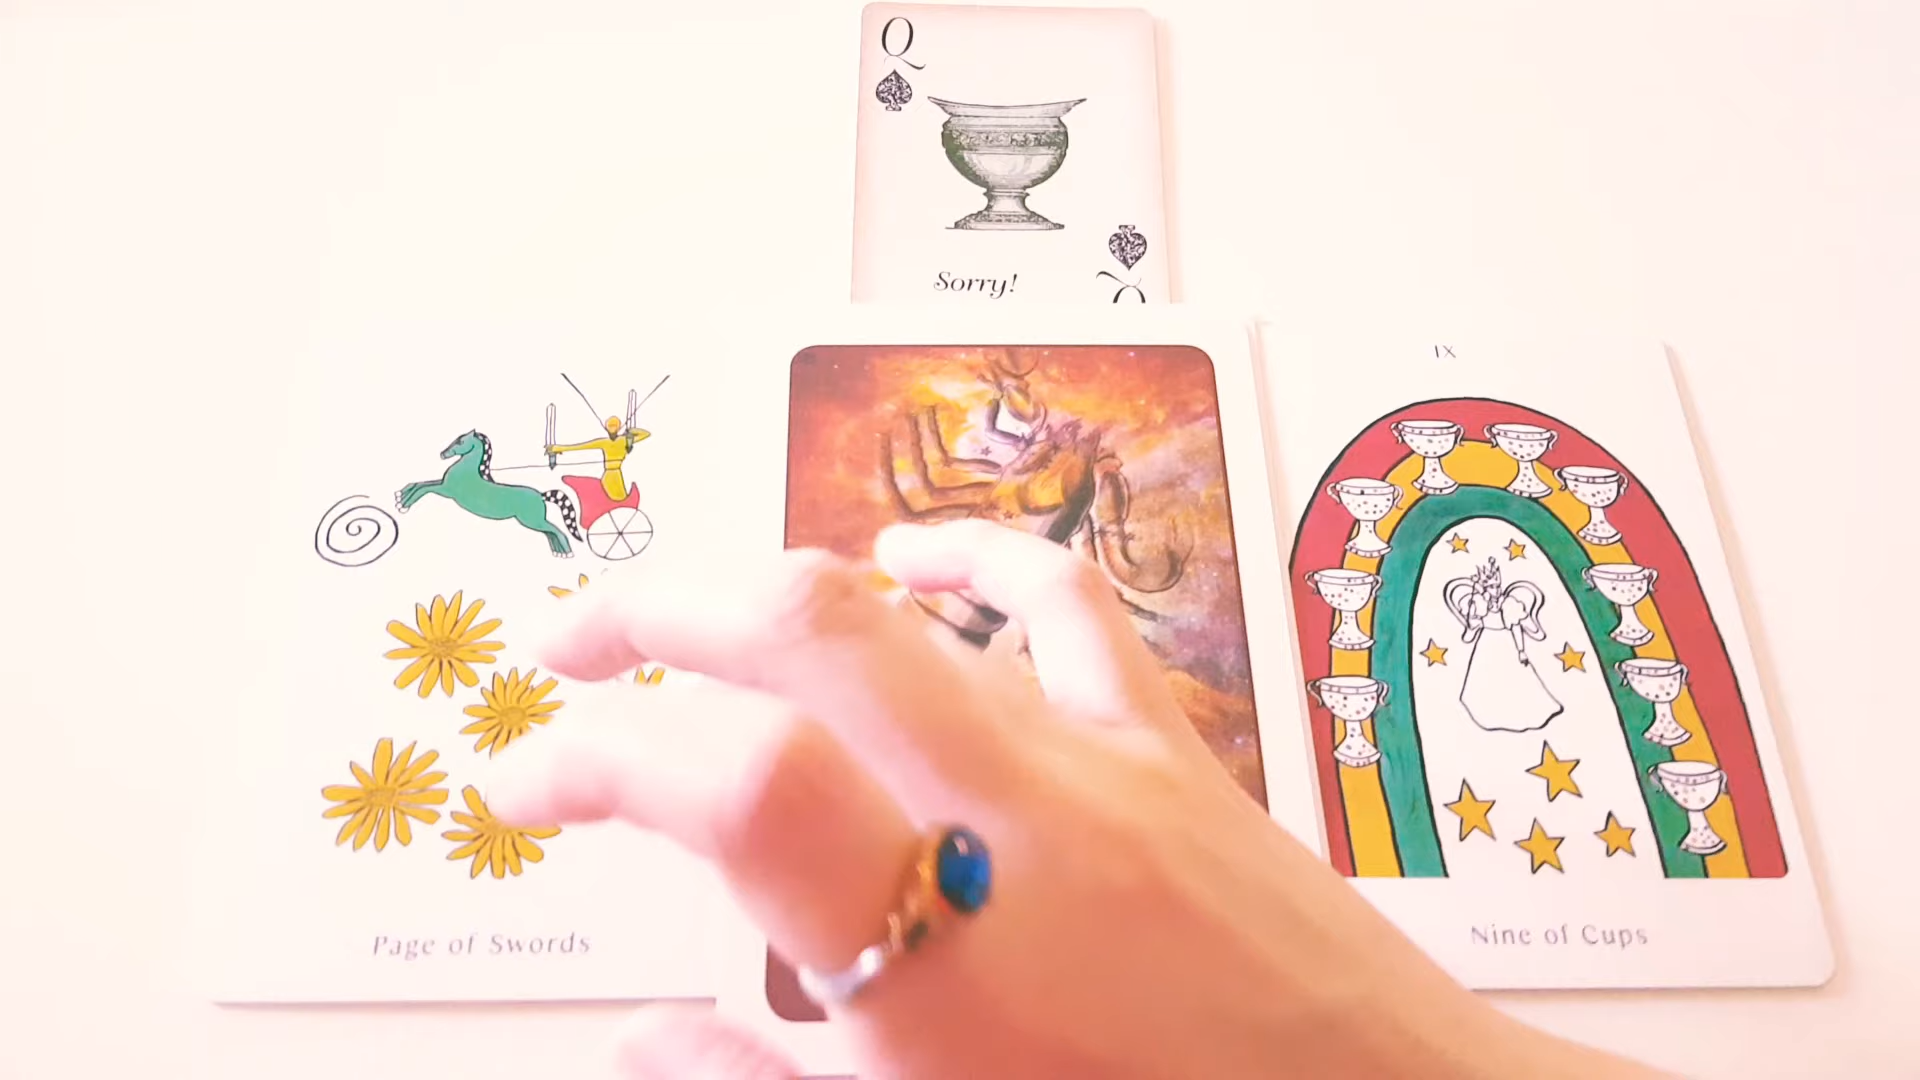 Q
Sorry!
Q
IX
Page of Swords
Nine of Cups